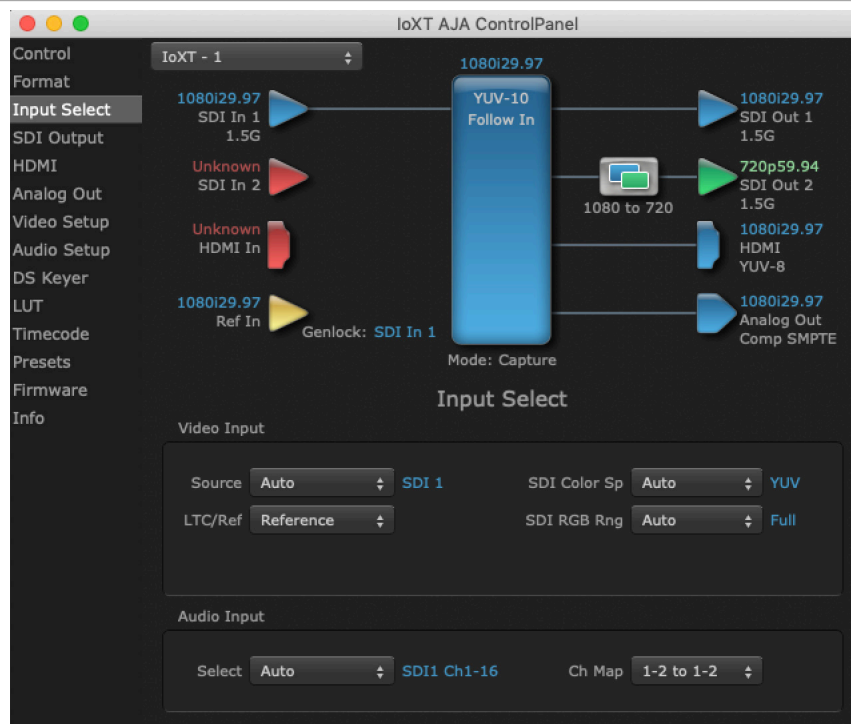 IoXT AJA ControlPanel
Control
Format
Input Select
SDI Output
HDMI
Analog Out
Video Setup
Audio Setup
DS Keyer
LUT
Timecode
Presets
Firmware
Info
IoXT - 1
1080i29.97
1080i29.97
SDI In 1
1.5G
Unknown
SDI In 2
Unknown
HDMI In
1080i29.97
Ref In
Genlock: SDI In 1
YUV-10
Follow In
Mode: Capture
1080i29.97
SDI Out 1
1.5G
1080 to 720
720p59.94
SDI Out 2
1.5G
1080i29.97
HDMI
YUV-8
1080i29.97
Analog Out
Comp SMPTE
Input Select
Video Input
Source Auto SDI 1 SDI Color Sp Auto YUV
LTC/Ref Reference SDI RGB Rng Auto Full
Audio Input
Select Auto SDI1 Ch1-16 Ch Map 1-2 to 1-2